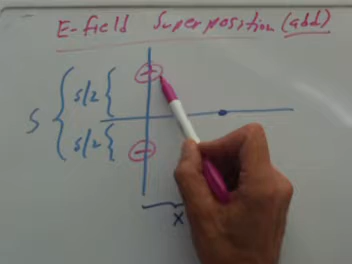 E-field Superposition (add)
+
s/2
S
s/2
−
x